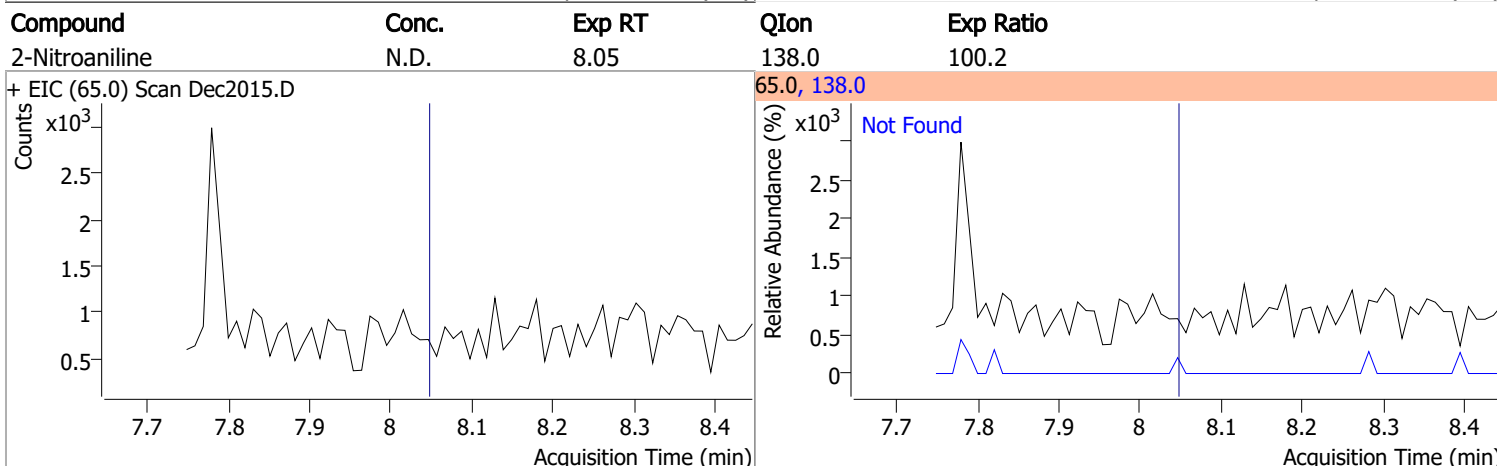 Compound Conc. Exp RT QIon Exp Ratio
2-Nitroaniline N.D. 8.05 138.0 100.2
+ EIC (65.0) Scan Dec2015.D
Counts
x10³
2.5
2
1.5
1
0.5
7.7 7.8 7.9 8 8.1 8.2 8.3 8.4
Acquisition Time (min)
65.0, 138.0
Relative Abundance (%)
x10³
Not Found
2.5
2
1.5
1
0.5
0
7.7 7.8 7.9 8 8.1 8.2 8.3 8.4
Acquisition Time (min)